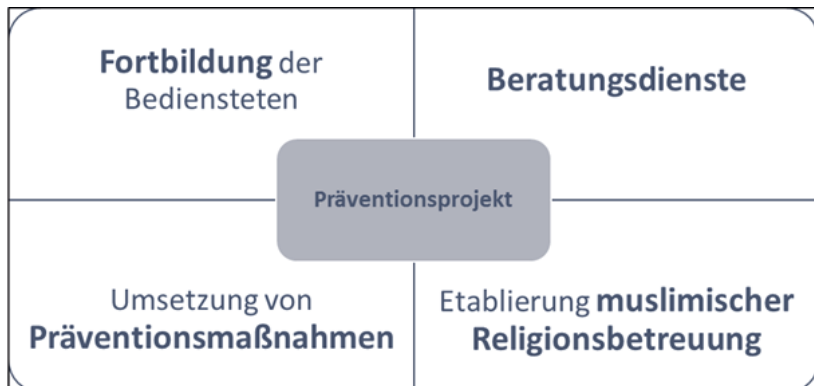 Fortbildung der
Bediensteten
Beratungsdienste
Präventionsprojekt
Umsetzung von
Präventionsmaßnahmen
Etablierung muslimischer
Religionsbetreuung